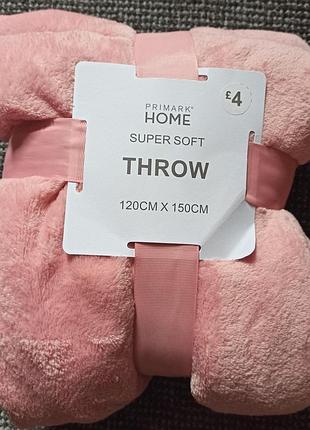 £4
PRIMARK®
HOME
SUPER SOFT
THROW
120CM X 150CM